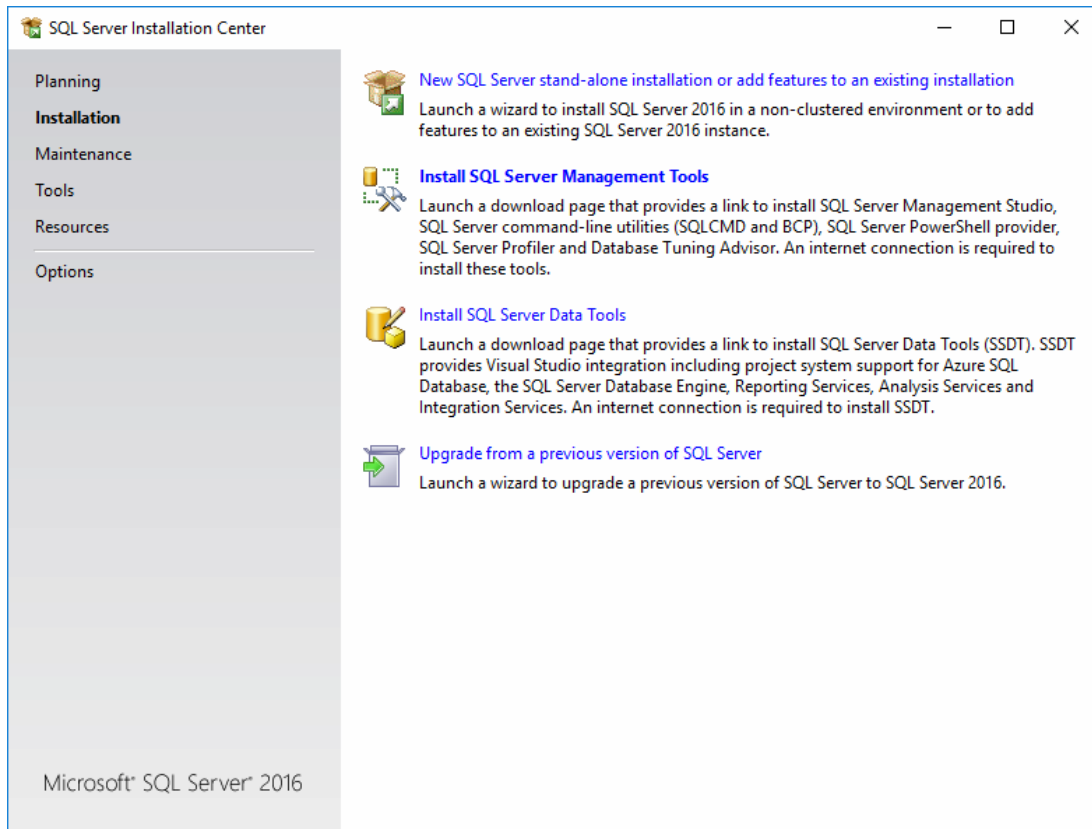 SQL Server Installation Center
Planning
Installation
Maintenance
Tools
Resources
Options
New SQL Server stand-alone installation or add features to an existing installation
Launch a wizard to install SQL Server 2016 in a non-clustered environment or to add
features to an existing SQL Server 2016 instance.
Install SQL Server Management Tools
Launch a download page that provides a link to install SQL Server Management Studio,
SQL Server command-line utilities (SQLCMD and BCP), SQL Server PowerShell provider,
SQL Server Profiler and Database Tuning Advisor. An internet connection is required to
install these tools.
Install SQL Server Data Tools
Launch a download page that provides a link to install SQL Server Data Tools (SSDT). SSDT
provides Visual Studio integration including project system support for Azure SQL
Database, the SQL Server Database Engine, Reporting Services, Analysis Services and
Integration Services. An internet connection is required to install SSDT.
Upgrade from a previous version of SQL Server
Launch a wizard to upgrade a previous version of SQL Server to SQL Server 2016.
Microsoft® SQL Server® 2016